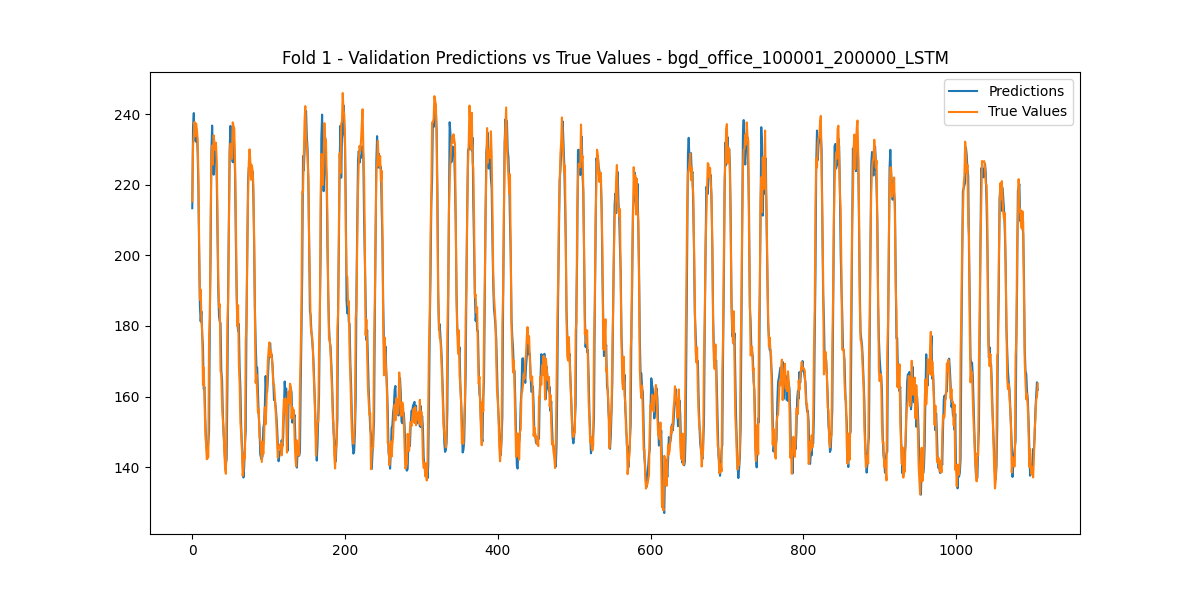 Fold 1 - Validation Predictions vs True Values - bgd_office_100001_200000_LSTM
Predictions
True Values
240
220
200
180
160
140
0 200 400 600 800 1000